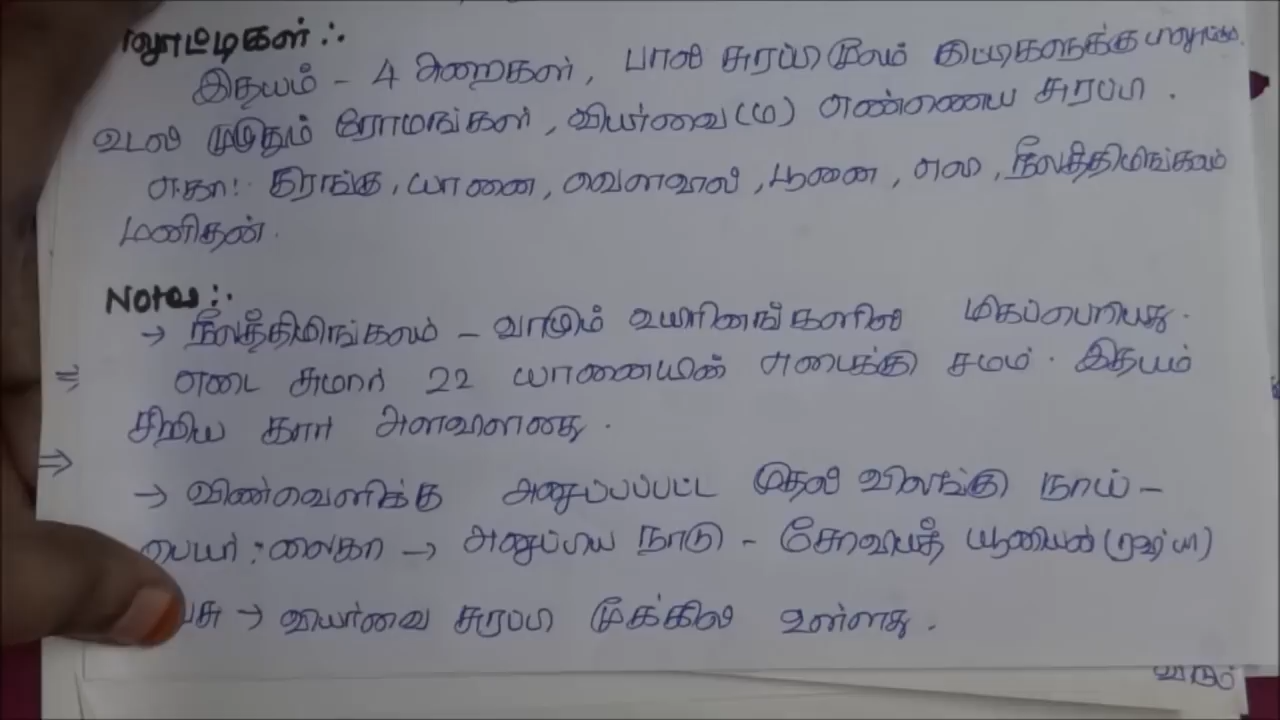 லூட்டிகள் :-
இதயம் - 4 அறைகள், பால் சுரப்பி மூலம் குட்டிகளுக்கு பாலூட்டும்.
உடல் முழுதும் ரோமங்கள், வியர்வை (ம) எண்ணெய் சுரப்பி.
எ.கா: குரங்கு, யானை, வௌவால், பூனை, எலி, நீலத்திமிங்கலம்
மனிதன்.
Note :-
→ நீலத்திமிங்கலம் - வாழும் உயிரினங்களில் மிகப்பெரியது.
எடை சுமார் 22 யானையின் எடைக்கு சமம். இதயம்
சிறிய கார் அளவுள்ளது.
⇒
→ விண்வெளிக்கு அனுப்பப்பட்ட முதல் விலங்கு நாய் -
பெயர் : லைகா → அனுப்பிய நாடு - சோவியத் யூனியன் (ரஷ்யா)
பசு → வியர்வை சுரப்பி மூக்கில் உள்ளது.